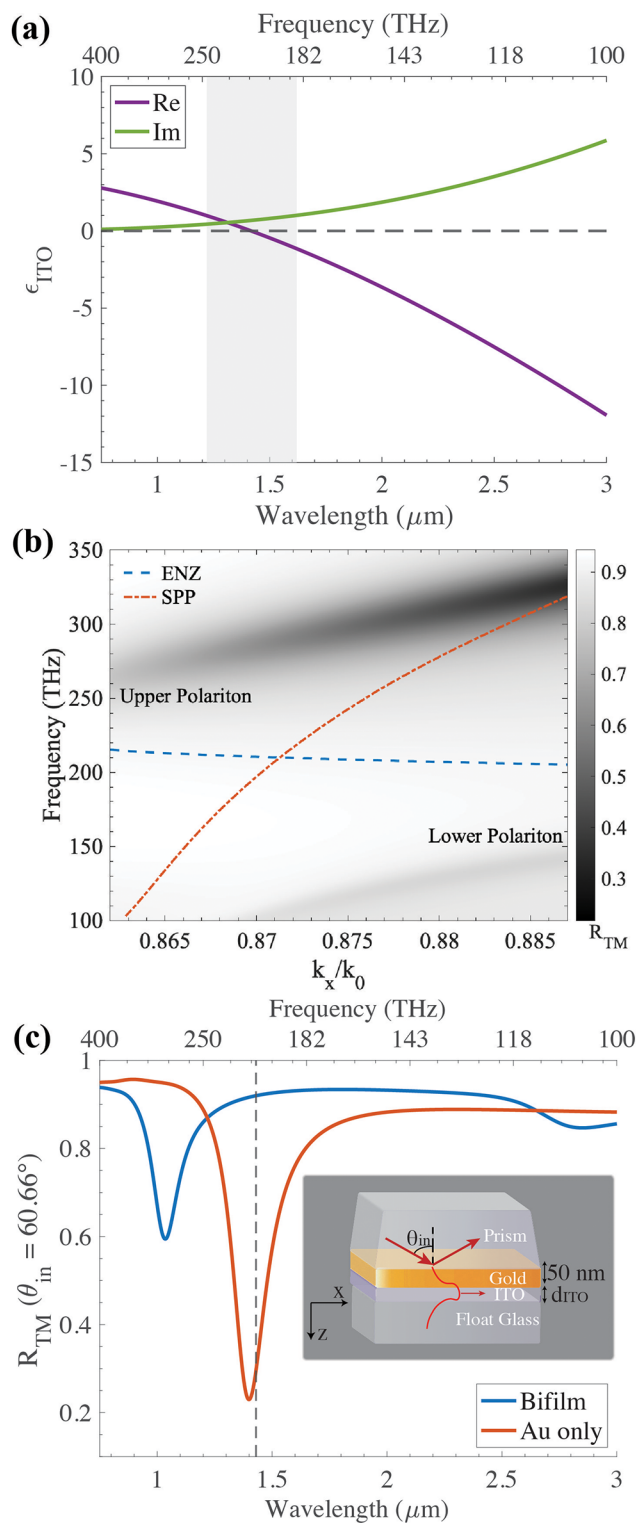 (a)
Frequency (THz)
400 250 182 143 118 100
Re
Im
10
5
0
-5
-10
-15
ϵITO
1 1.5 2 2.5 3
Wavelength (μm)
(b)
350
300
250
200
150
100
Frequency (THz)
ENZ
SPP
Upper Polariton
Lower Polariton
0.9
0.8
0.7
0.6
0.5
0.4
0.3
RTM
0.865 0.87 0.875 0.88 0.885
kx/k0
(c)
Frequency (THz)
400 250 182 143 118 100
1
0.8
0.6
0.4
0.2
RTM (θin = 60.66°)
θin
Prism
Gold
50 nm
ITO
dITO
Float Glass
X
Z
Bifilm
Au only
1 1.5 2 2.5 3
Wavelength (μm)